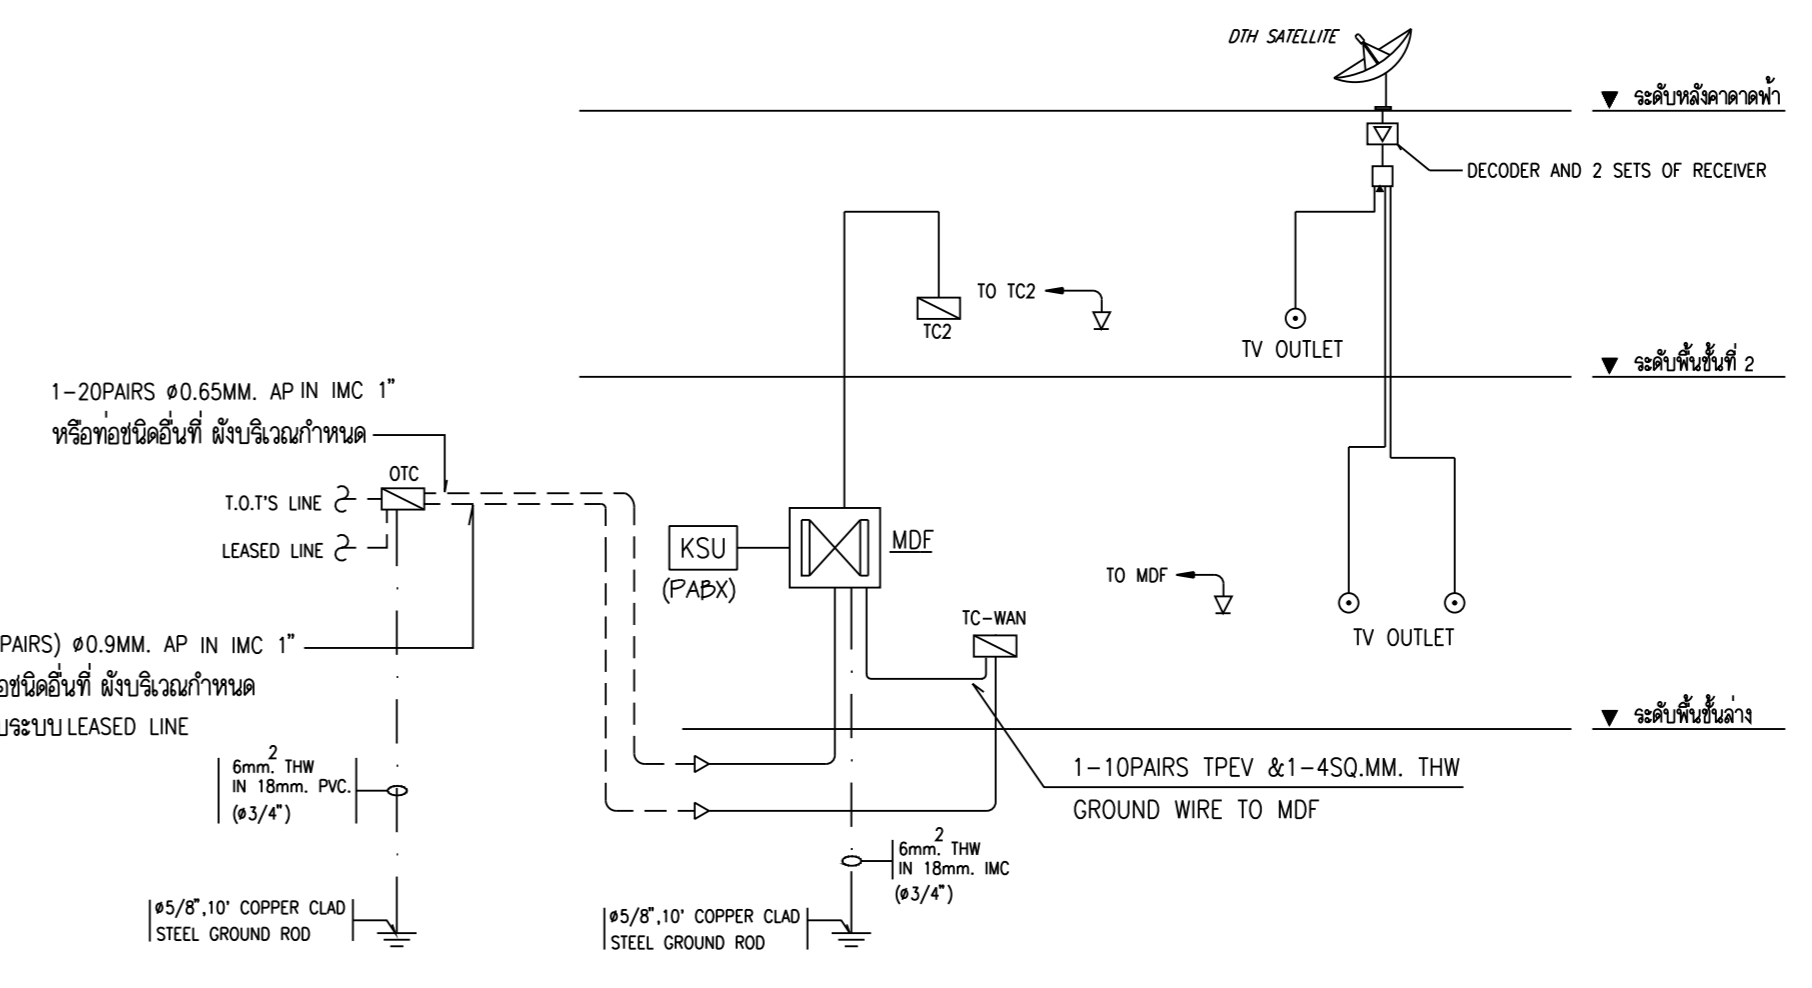 DTH SATELLITE
▼ ระดับหลังคาดาดฟ้า
DECODER AND 2 SETS OF RECEIVER
TO TC2
TC2
TV OUTLET
▼ ระดับพื้นชั้นที่ 2
1-20PAIRS ø0.65MM. AP IN IMC 1"
หรือท่อชนิดอื่นที่ ผังบริเวณกำหนด
OTC
T.O.T'S LINE
LEASED LINE
KSU
(PABX)
MDF
TO MDF
TC-WAN
TV OUTLET
PAIRS) ø0.9MM. AP IN IMC 1"
อชนิดอื่นที่ ผังบริเวณกำหนด
บระบบ LEASED LINE
▼ ระดับพื้นชั้นล่าง
6mm.² THW
IN 18mm. PVC.
(ø3/4")
1-10PAIRS TPEV &1-4SQ.MM. THW
GROUND WIRE TO MDF
6mm.² THW
IN 18mm. IMC
(ø3/4")
ø5/8",10' COPPER CLAD
STEEL GROUND ROD
ø5/8",10' COPPER CLAD
STEEL GROUND ROD